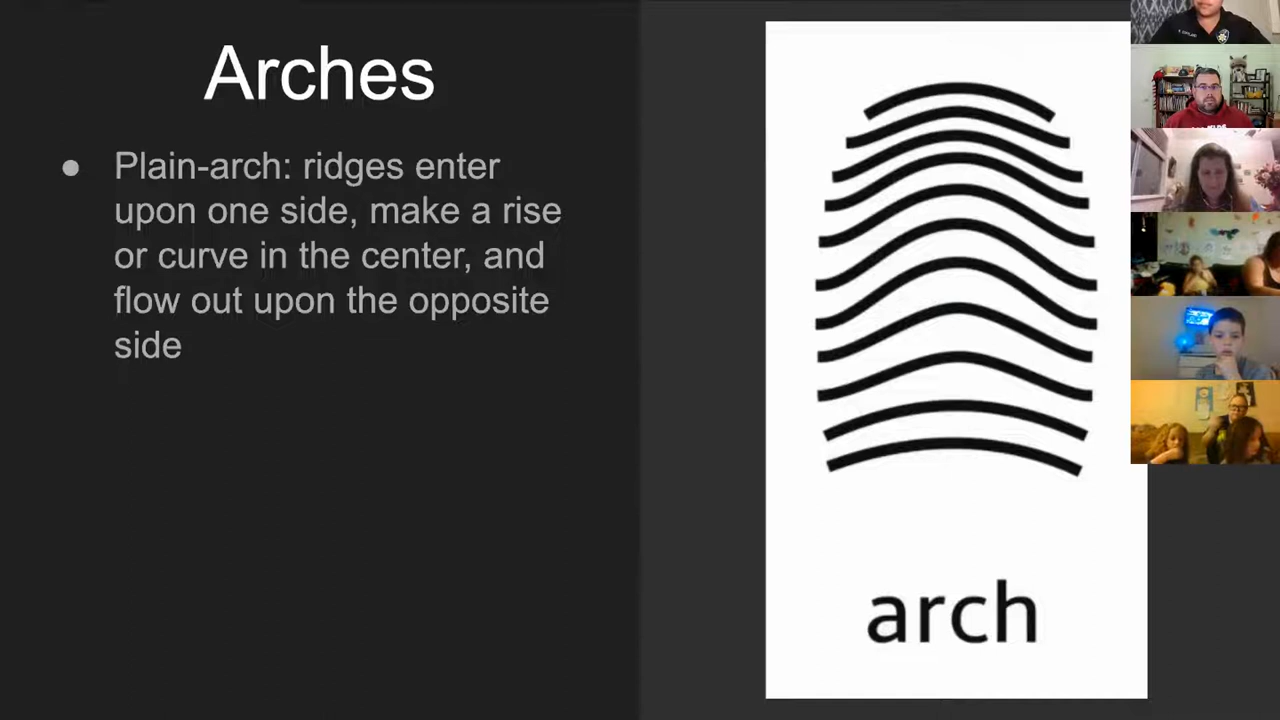 Arches
● Plain-arch: ridges enter
upon one side, make a rise
or curve in the center, and
flow out upon the opposite
side
arch